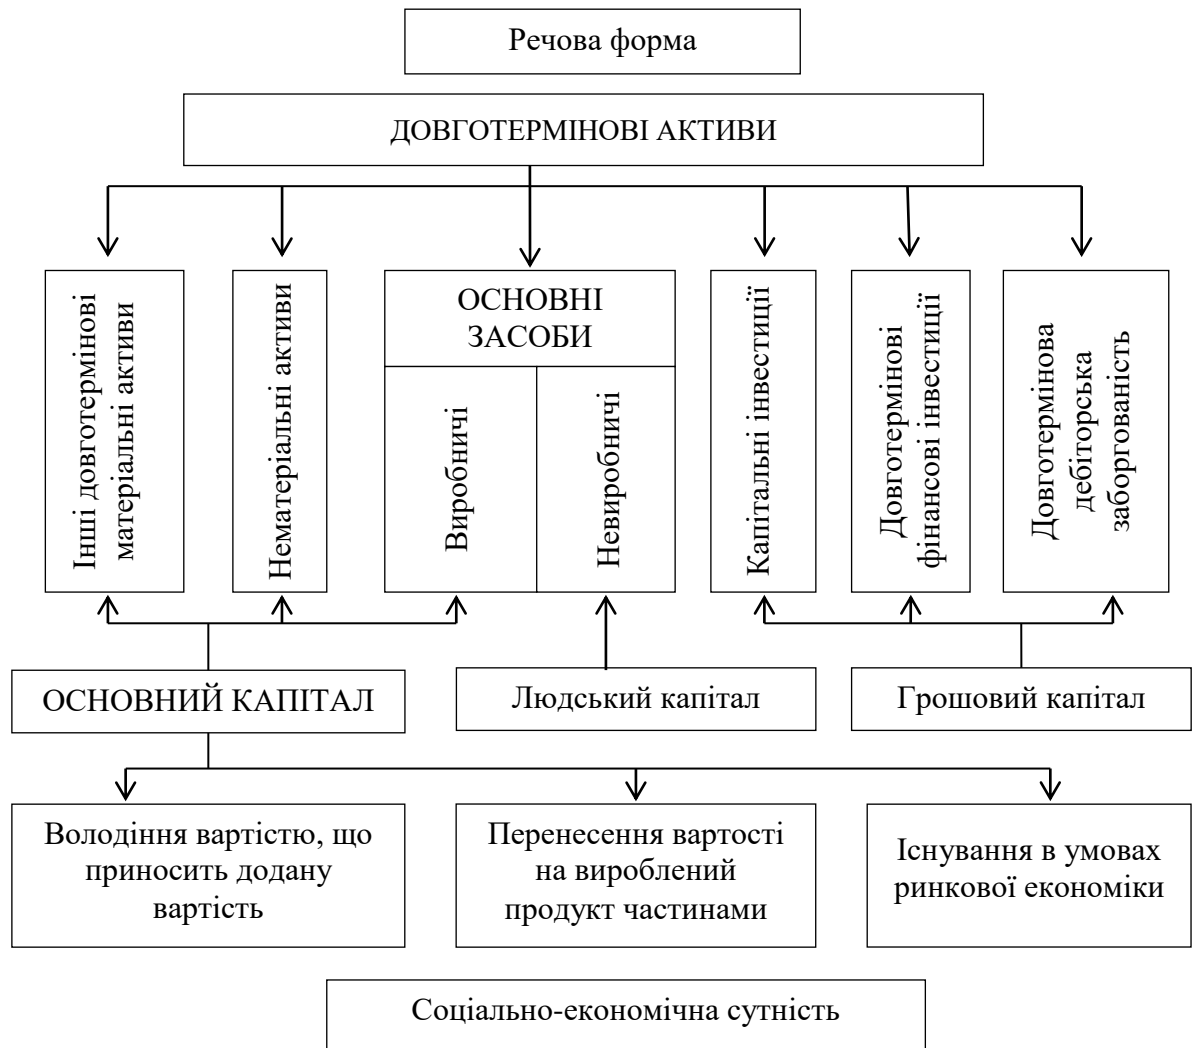 Речова форма
ДОВГОТЕРМІНОВІ АКТИВИ
Інші довготермінові
матеріальні активи
Нематеріальні активи
ОСНОВНІ
ЗАСОБИ
Виробничі
Невиробничі
Капітальні інвестиції
Довготермінові
фінансові інвестиції
Довготермінова
дебіторська
заборгованість
ОСНОВНИЙ КАПІТАЛ
Людський капітал
Грошовий капітал
Володіння вартістю, що
приносить додану
вартість
Перенесення вартості
на вироблений
продукт частинами
Існування в умовах
ринкової економіки
Соціально-економічна сутність